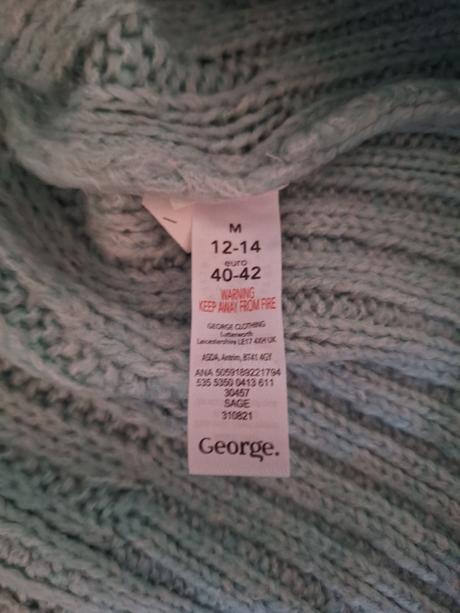 M
12-14
euro
40-42
WARNING
KEEP AWAY FROM FIRE
GEORGE CLOTHING
Lutterworth
Leicestershire LE17 4XH UK
ASDA, Antrim, BT41 4GY
ANA 5059189221794
535 5350 0413 611
30457
SAGE
310821
George.